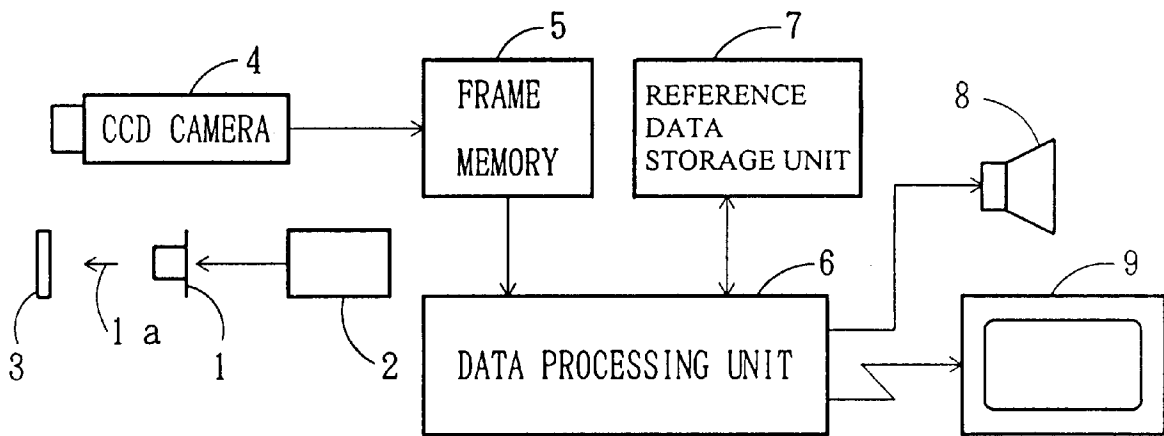 5
7
4
8
FRAME
MEMORY
REFERENCE
DATA
STORAGE UNIT
CCD CAMERA
6
9
3
1a
1
2
DATA PROCESSING UNIT